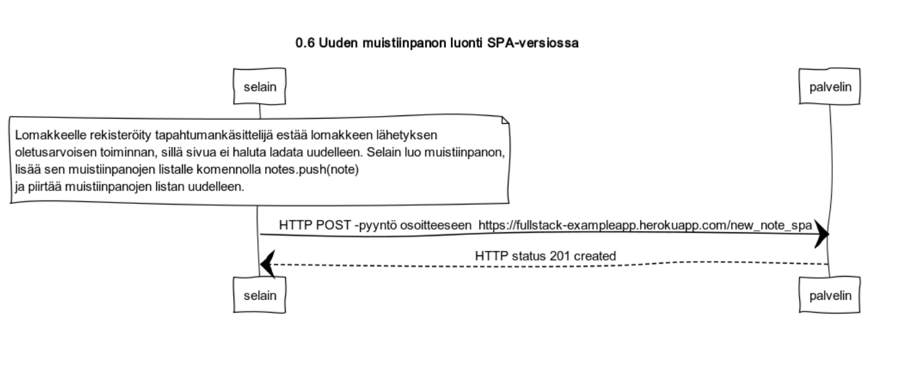 0.6 Uuden muistiinpanon luonti SPA-versiossa
selain
palvelin
Lomakkeelle rekisteröity tapahtumankäsittelijä estää lomakkeen lähetyksen
oletusarvoisen toiminnan, sillä sivua ei haluta ladata uudelleen. Selain luo muistiinpanon,
lisää sen muistiinpanojen listalle komennolla notes.push(note)
ja piirtää muistiinpanojen listan uudelleen.
HTTP POST -pyyntö osoitteeseen https://fullstack-exampleapp.herokuapp.com/new_note_spa
HTTP status 201 created
selain
palvelin